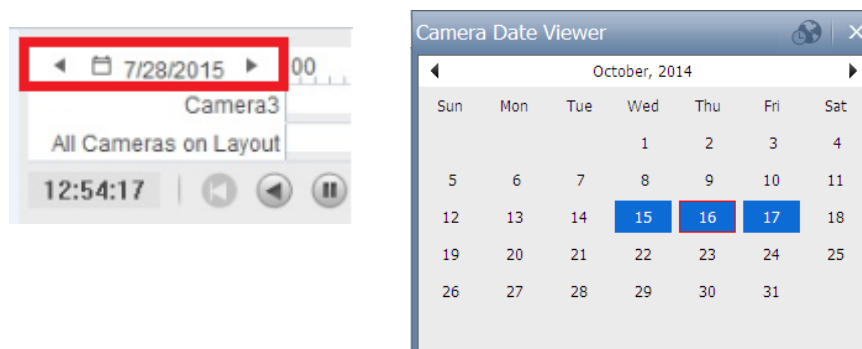 7/28/2015 00
Camera3
All Cameras on Layout
12:54:17
Camera Date Viewer
October, 2014
Sun Mon Tue Wed Thu Fri Sat
1 2 3 4
5 6 7 8 9 10 11
12 13 14 15 16 17 18
19 20 21 22 23 24 25
26 27 28 29 30 31